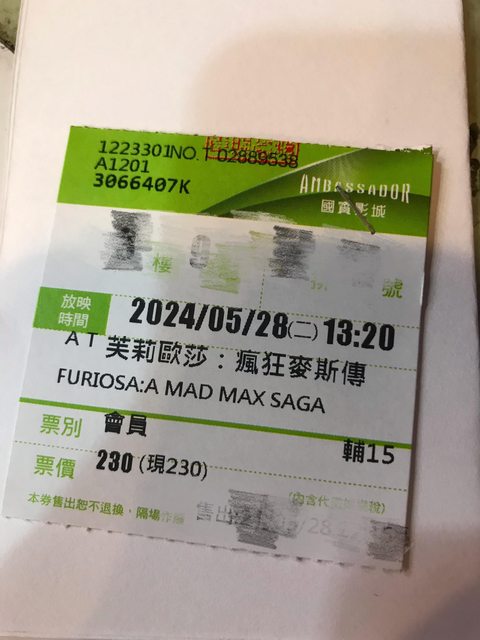 1223301NO.T02889538
A1201
3066407K
AMBASSADOR
國賓影城
樓
號
放映
時間
2024/05/28(二) 13:20
AT 芙莉歐莎：瘋狂麥斯傳
FURIOSA:A MAD MAX SAGA
票別 會員
輔15
票價 230 (現230)
本券售出恕不退換，隔場作廢